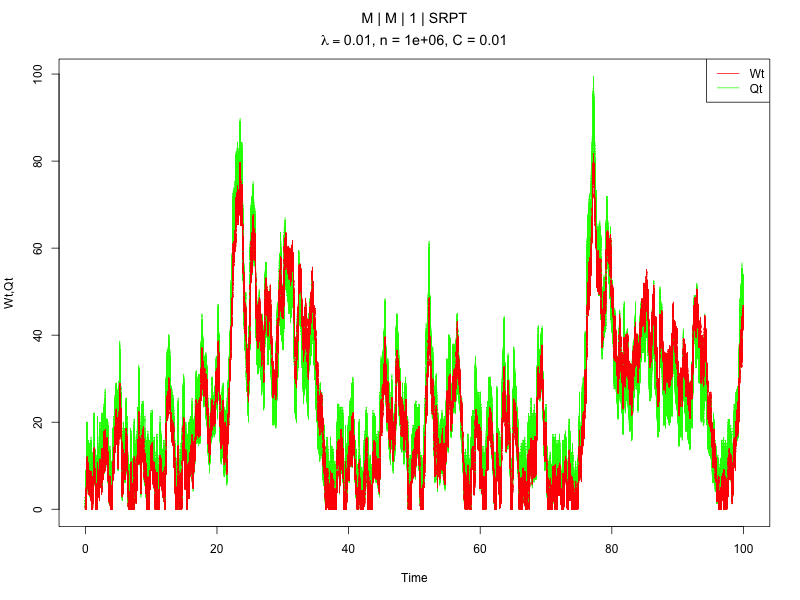 M | M | 1 | SRPT
λ = 0.01, n = 1e+06, C = 0.01
Wt
Qt
Wt,Qt
100
80
60
40
20
0
0 20 40 60 80 100
Time